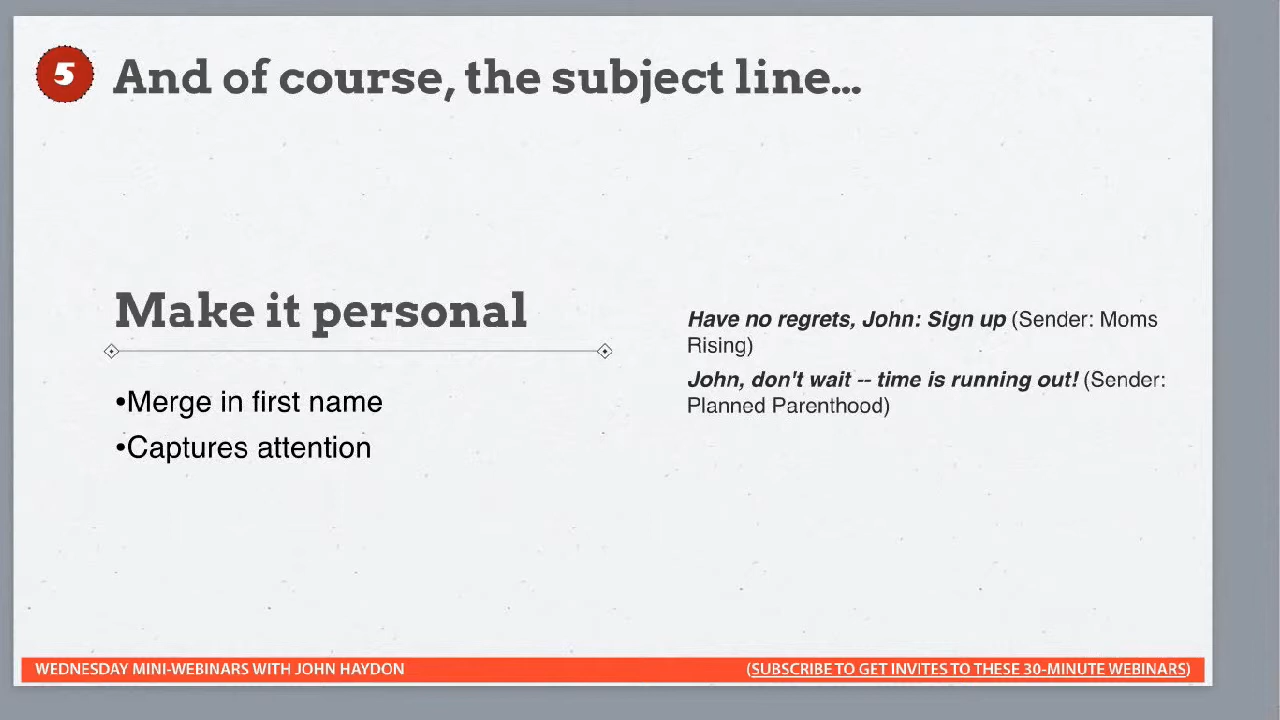 5 And of course, the subject line...
Make it personal
•Merge in first name
•Captures attention
Have no regrets, John: Sign up (Sender: Moms
Rising)
John, don't wait -- time is running out! (Sender:
Planned Parenthood)
WEDNESDAY MINI-WEBINARS WITH JOHN HAYDON
(SUBSCRIBE TO GET INVITES TO THESE 30-MINUTE WEBINARS)